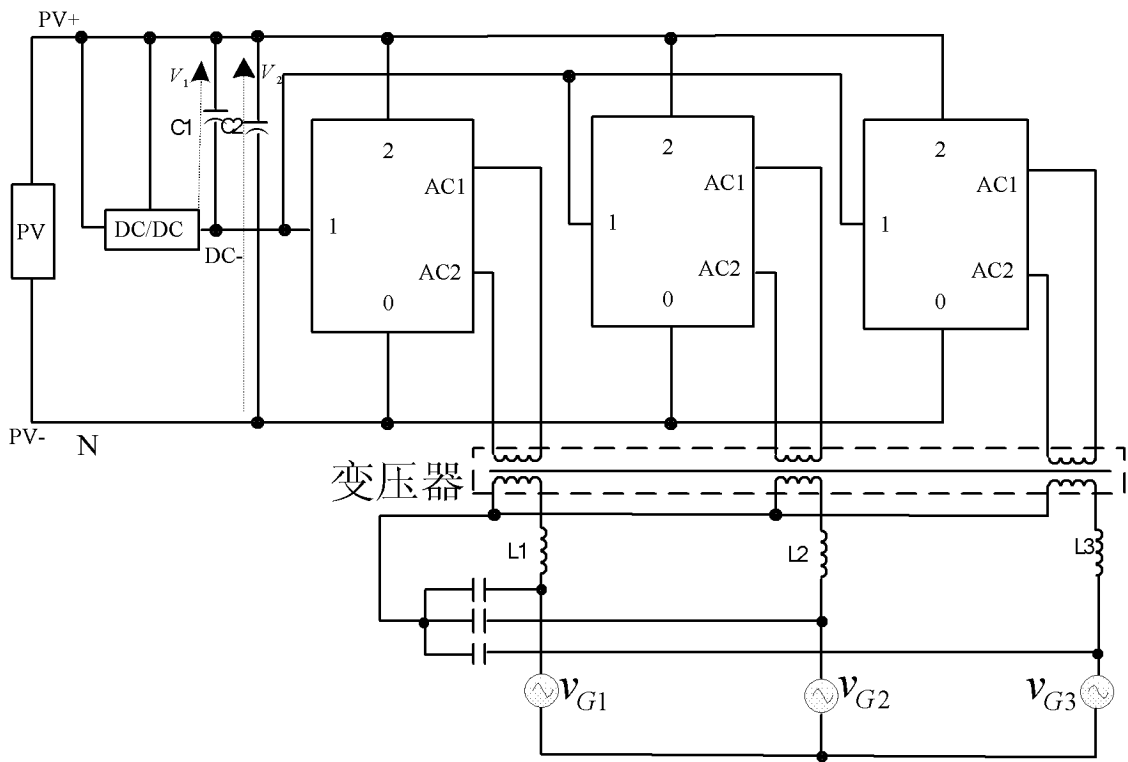 PV+
V1
V2
C1
C2
2
2
2
AC1
AC1
AC1
PV
DC/DC
DC-
1
1
1
AC2
AC2
AC2
0
0
0
PV-
N
变压器
L1
L2
L3
vG1
vG2
vG3